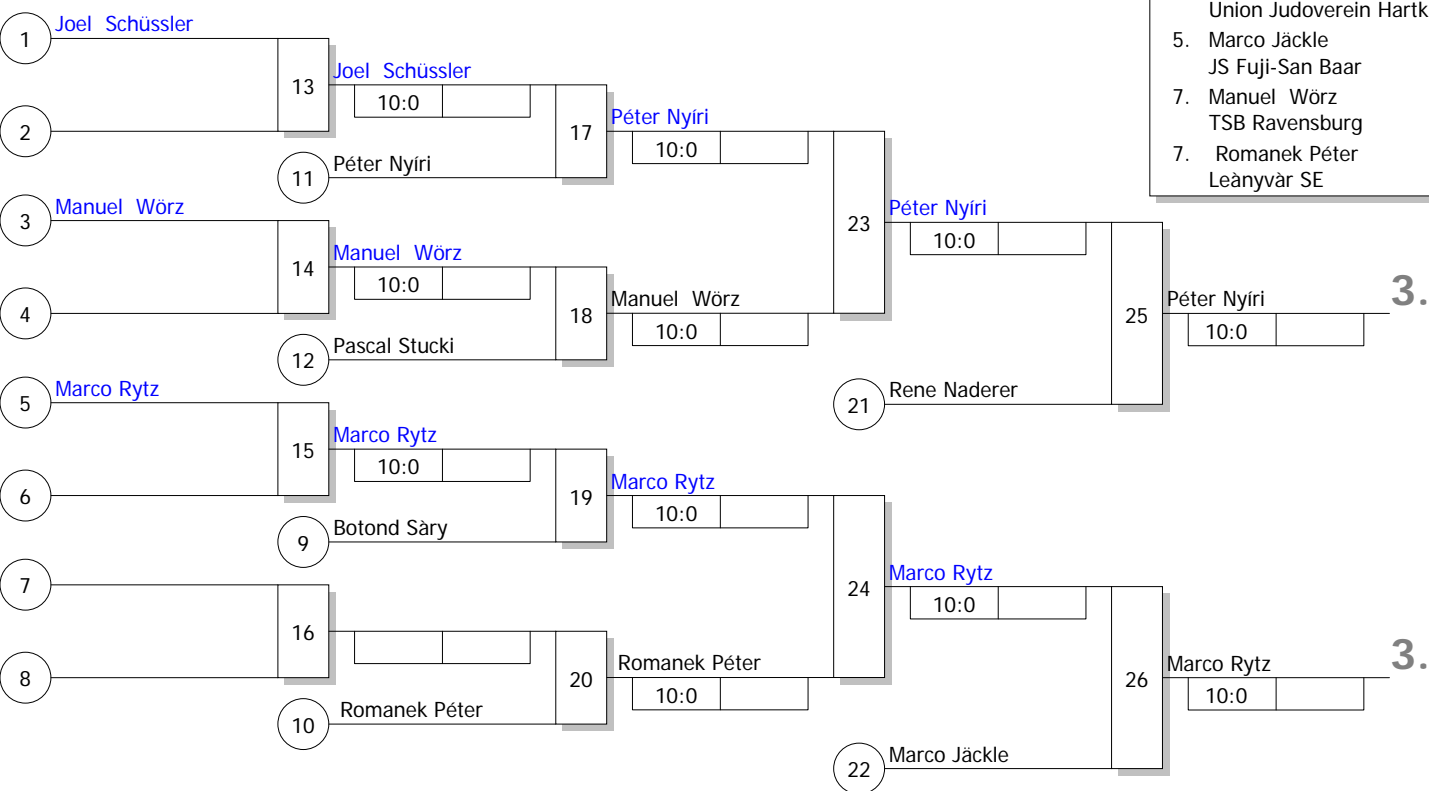 Union Judoverein Hartk
5. Marco Jäckle
JS Fuji-San Baar
7. Manuel Wörz
TSB Ravensburg
7. Romanek Péter
Leànyvàr SE
1 Joel Schüssler
13 Joel Schüssler
10:0
2
17 Péter Nyíri
10:0
11 Péter Nyíri
3 Manuel Wörz
23 Péter Nyíri
10:0
14 Manuel Wörz
10:0
4
18 Manuel Wörz
10:0
25 Péter Nyíri 3.
10:0
12 Pascal Stucki
5 Marco Rytz
21 Rene Naderer
15 Marco Rytz
10:0
6
19 Marco Rytz
10:0
9 Botond Sàry
7
24 Marco Rytz
10:0
16
8
20 Romanek Péter
10:0
26 Marco Rytz 3.
10:0
10 Romanek Péter
22 Marco Jäckle